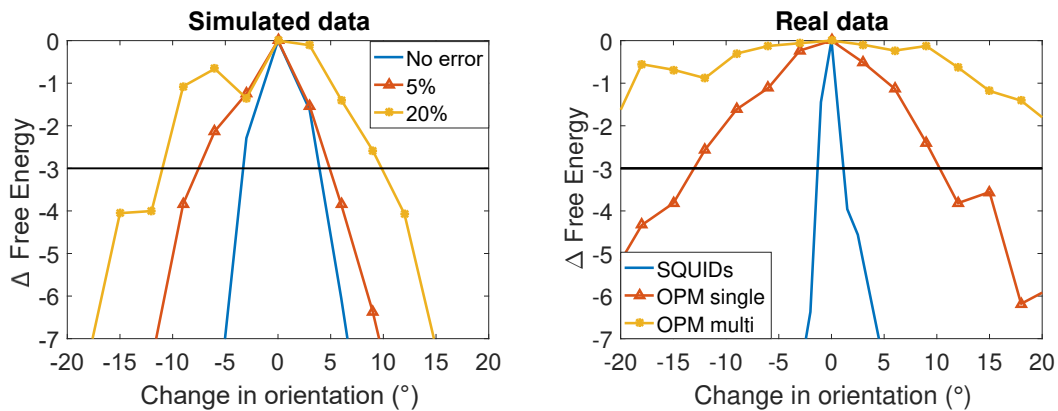 Simulated data
0
-1
-2
-3
-4
-5
-6
-7
Δ Free Energy
No error
5%
20%
-20 -15 -10 -5 0 5 10 15 20
Change in orientation (°)
Real data
0
-1
-2
-3
-4
-5
-6
-7
Δ Free Energy
SQUIDs
OPM single
OPM multi
-20 -15 -10 -5 0 5 10 15 20
Change in orientation (°)